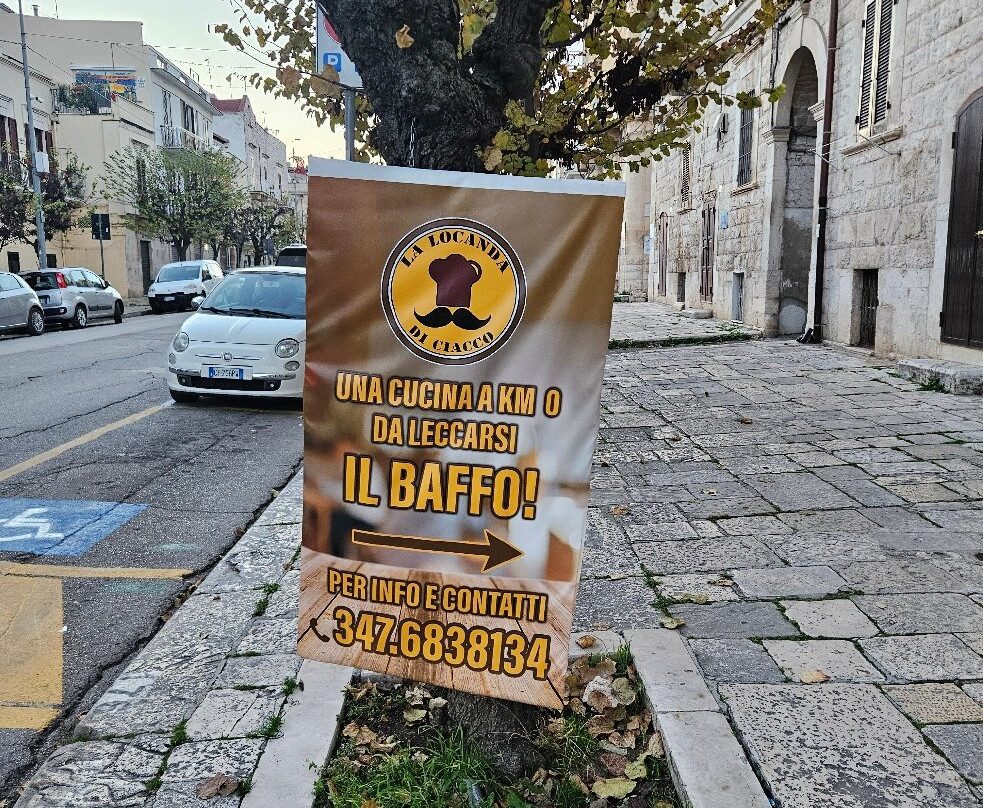 P
LA LOCANDA
DI CIACCO
UNA CUCINA A KM 0
DA LECCARSI
IL BAFFO!
PER INFO E CONTATTI
347.6838134